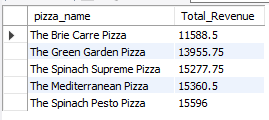 pizza_name Total_Revenue
The Brie Carre Pizza 11588.5
The Green Garden Pizza 13955.75
The Spinach Supreme Pizza 15277.75
The Mediterranean Pizza 15360.5
The Spinach Pesto Pizza 15596